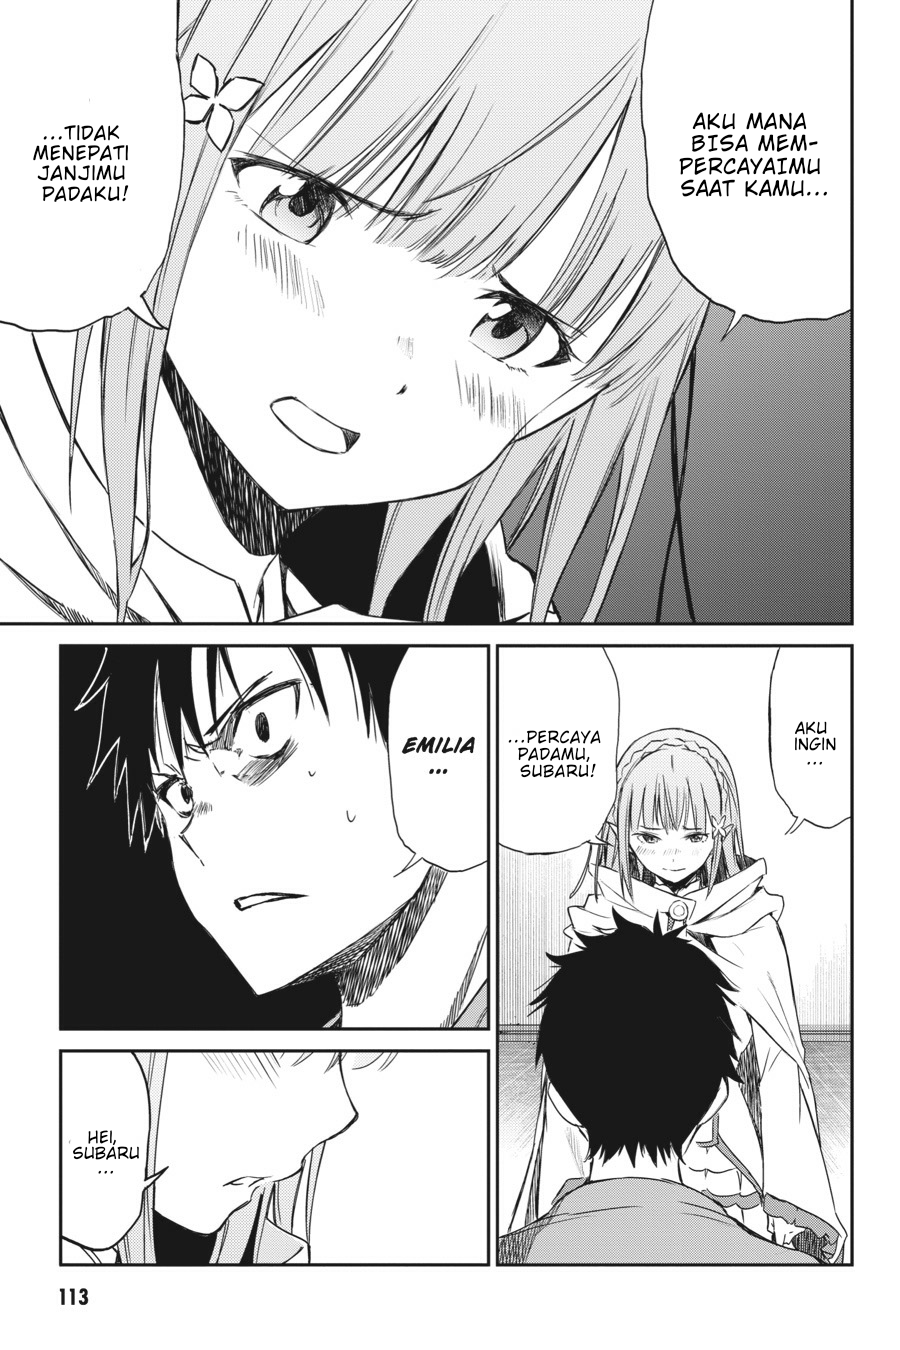 AKU MANA
BISA MEM-
PERCAYAIMU
SAAT KAMU...
...TIDAK
MENEPATI
JANJIMU
PADAKU!
AKU
INGIN
...
...PERCAYA
PADAMU,
SUBARU!
EMILIA
...
HEI,
SUBARU
...
113